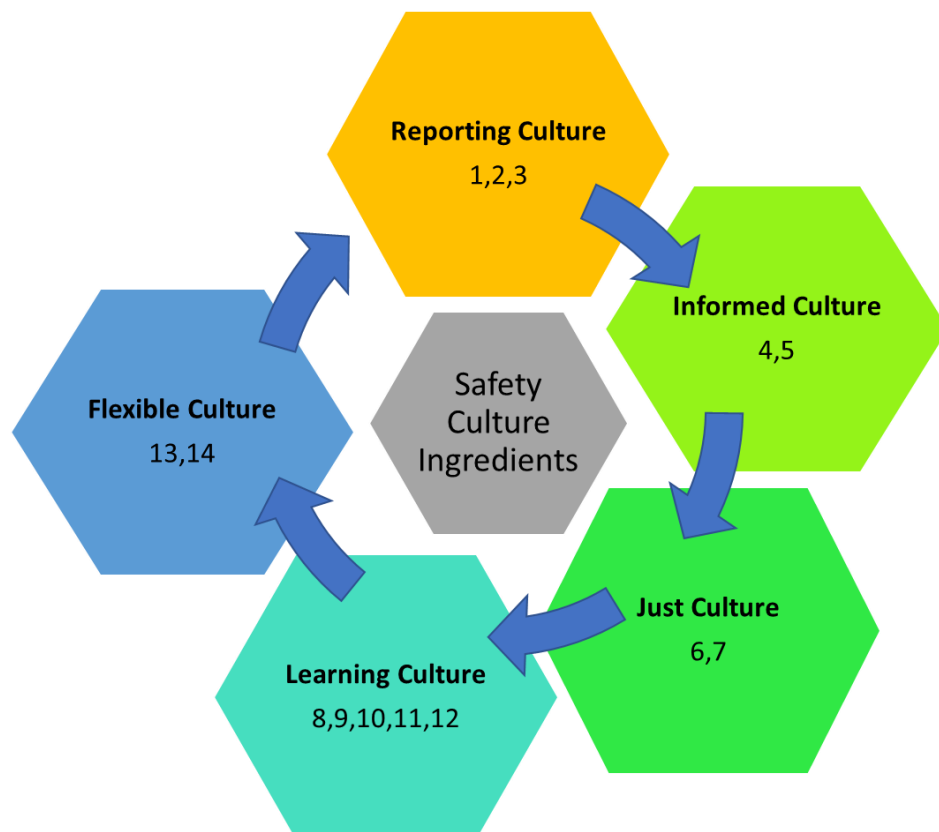 Reporting Culture
1,2,3
Informed Culture
4,5
Safety
Culture
Ingredients
Flexible Culture
13,14
Just Culture
6,7
Learning Culture
8,9,10,11,12